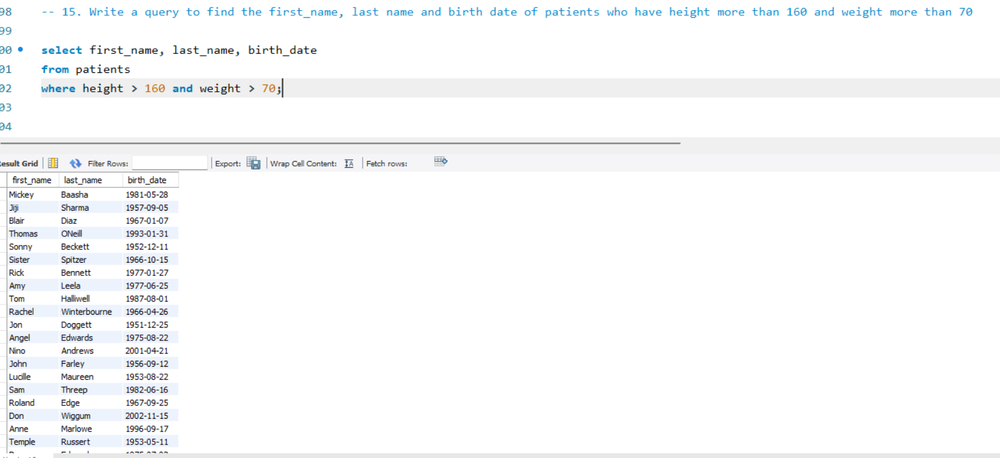 98 -- 15. Write a query to find the first_name, last name and birth date of patients who have height more than 160 and weight more than 70
99
00 select first_name, last_name, birth_date
01 from patients
02 where height > 160 and weight > 70;
03
04
Result Grid Filter Rows: Export: Wrap Cell Content: IA Fetch rows:
first_name last_name birth_date
Mickey Baasha 1981-05-28
Jiji Sharma 1957-09-05
Blair Diaz 1967-01-07
Thomas ONeill 1993-01-31
Sonny Beckett 1952-12-11
Sister Spitzer 1966-10-15
Rick Bennett 1977-01-27
Amy Leela 1977-06-25
Tom Halliwell 1987-08-01
Rachel Winterbourne 1966-04-26
Jon Doggett 1951-12-25
Angel Edwards 1975-08-22
Nino Andrews 2001-04-21
John Farley 1956-09-12
Lucille Maureen 1953-08-22
Sam Threep 1982-06-16
Roland Edge 1967-09-25
Don Wiggum 2002-11-15
Anne Marlowe 1996-09-17
Temple Russert 1953-05-11